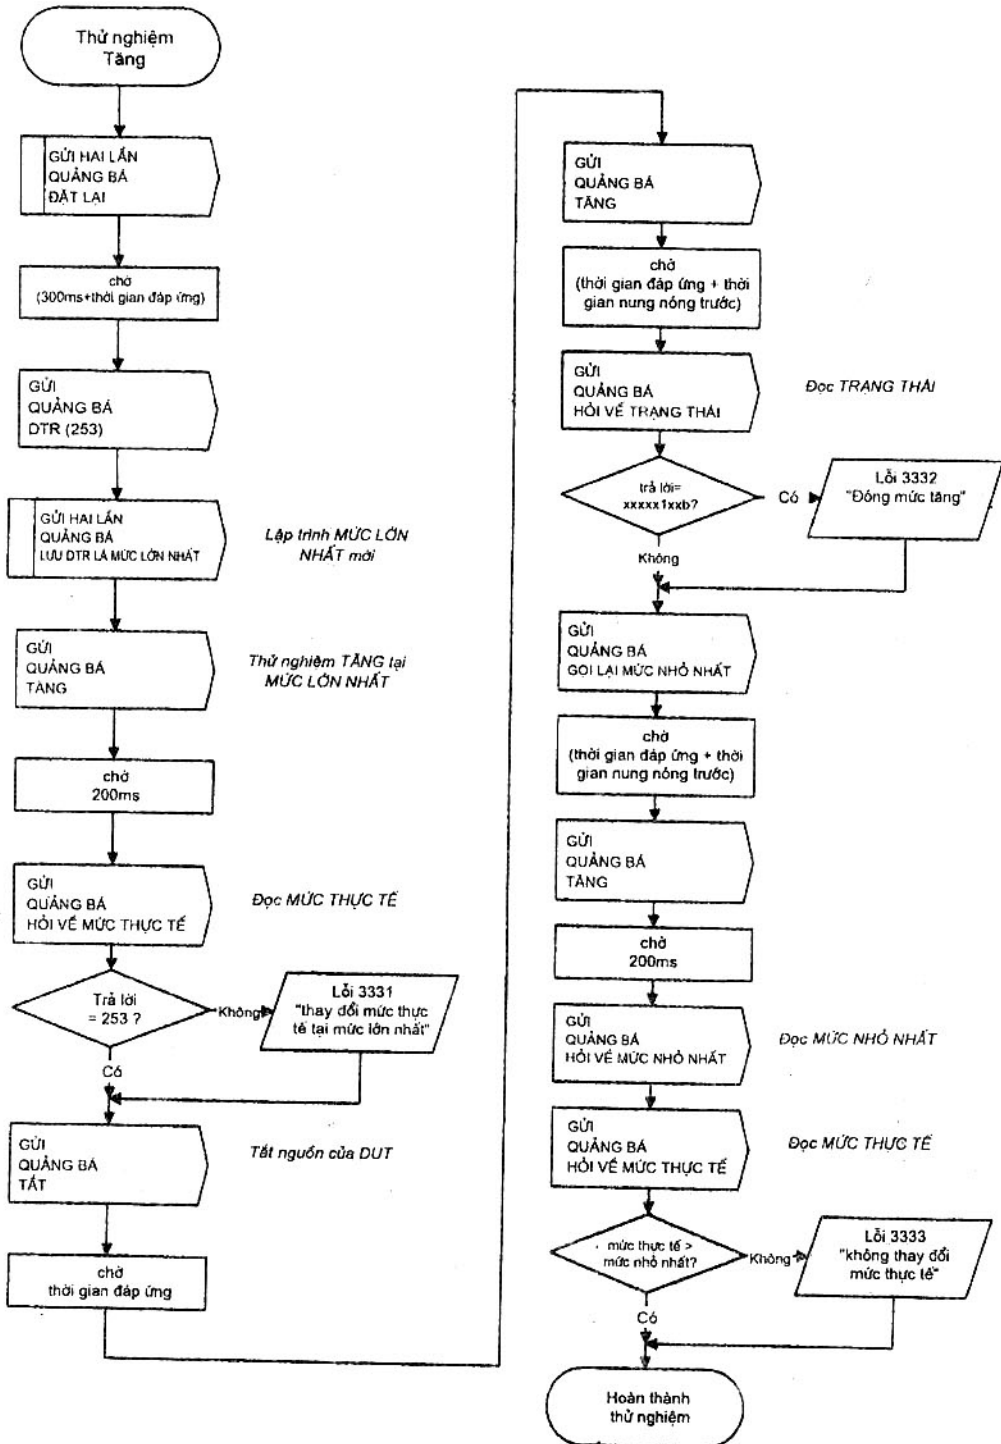 Thử nghiệm
Tăng
GỬI HAI LẦN
QUẢNG BÁ
ĐẶT LẠI
chờ
(300ms+thời gian đáp ứng)
GỬI
QUẢNG BÁ
DTR (253)
GỬI HAI LẦN
QUẢNG BÁ
LƯU DTR LÀ MỨC LỚN NHẤT
Lập trình MỨC LỚN
NHẤT mới
GỬI
QUẢNG BÁ
TĂNG
Thử nghiệm TĂNG tại
MỨC LỚN NHẤT
chờ
200ms
GỬI
QUẢNG BÁ
HỎI VỀ MỨC THỰC TẾ
Đọc MỨC THỰC TẾ
Trả lời
= 253 ?
Không
Lỗi 3331
"thay đổi mức thực
tế tại mức lớn nhất"
Có
GỬI
QUẢNG BÁ
TẮT
Tắt nguồn của DUT
chờ
thời gian đáp ứng
GỬI
QUẢNG BÁ
TĂNG
chờ
(thời gian đáp ứng + thời
gian nung nóng trước)
GỬI
QUẢNG BÁ
HỎI VỀ TRẠNG THÁI
Đọc TRẠNG THÁI
trả lời=
xxxxx1xxb?
Có
Lỗi 3332
"Đóng mức tăng"
Không
GỬI
QUẢNG BÁ
GỌI LẠI MỨC NHỎ NHẤT
chờ
(thời gian đáp ứng + thời
gian nung nóng trước)
GỬI
QUẢNG BÁ
TĂNG
chờ
200ms
GỬI
QUẢNG BÁ
HỎI VỀ MỨC NHỎ NHẤT
Đọc MỨC NHỎ NHẤT
GỬI
QUẢNG BÁ
HỎI VỀ MỨC THỰC TẾ
Đọc MỨC THỰC TẾ
mức thực tế >
mức nhỏ nhất?
Không
Lỗi 3333
"không thay đổi
mức thực tế"
Có
Hoàn thành
thử nghiệm